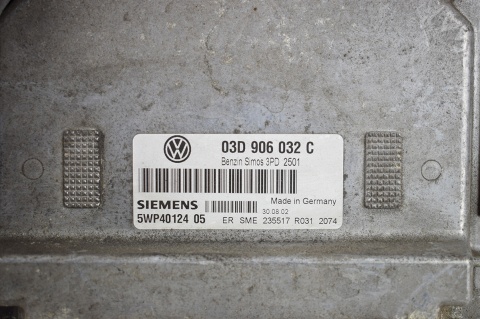 03D 906 032 C
Benzin Simos 3PD 2501
SIEMENS Made in Germany
30.08.02
5WP40124 05 ER SME 235517 R031 2074